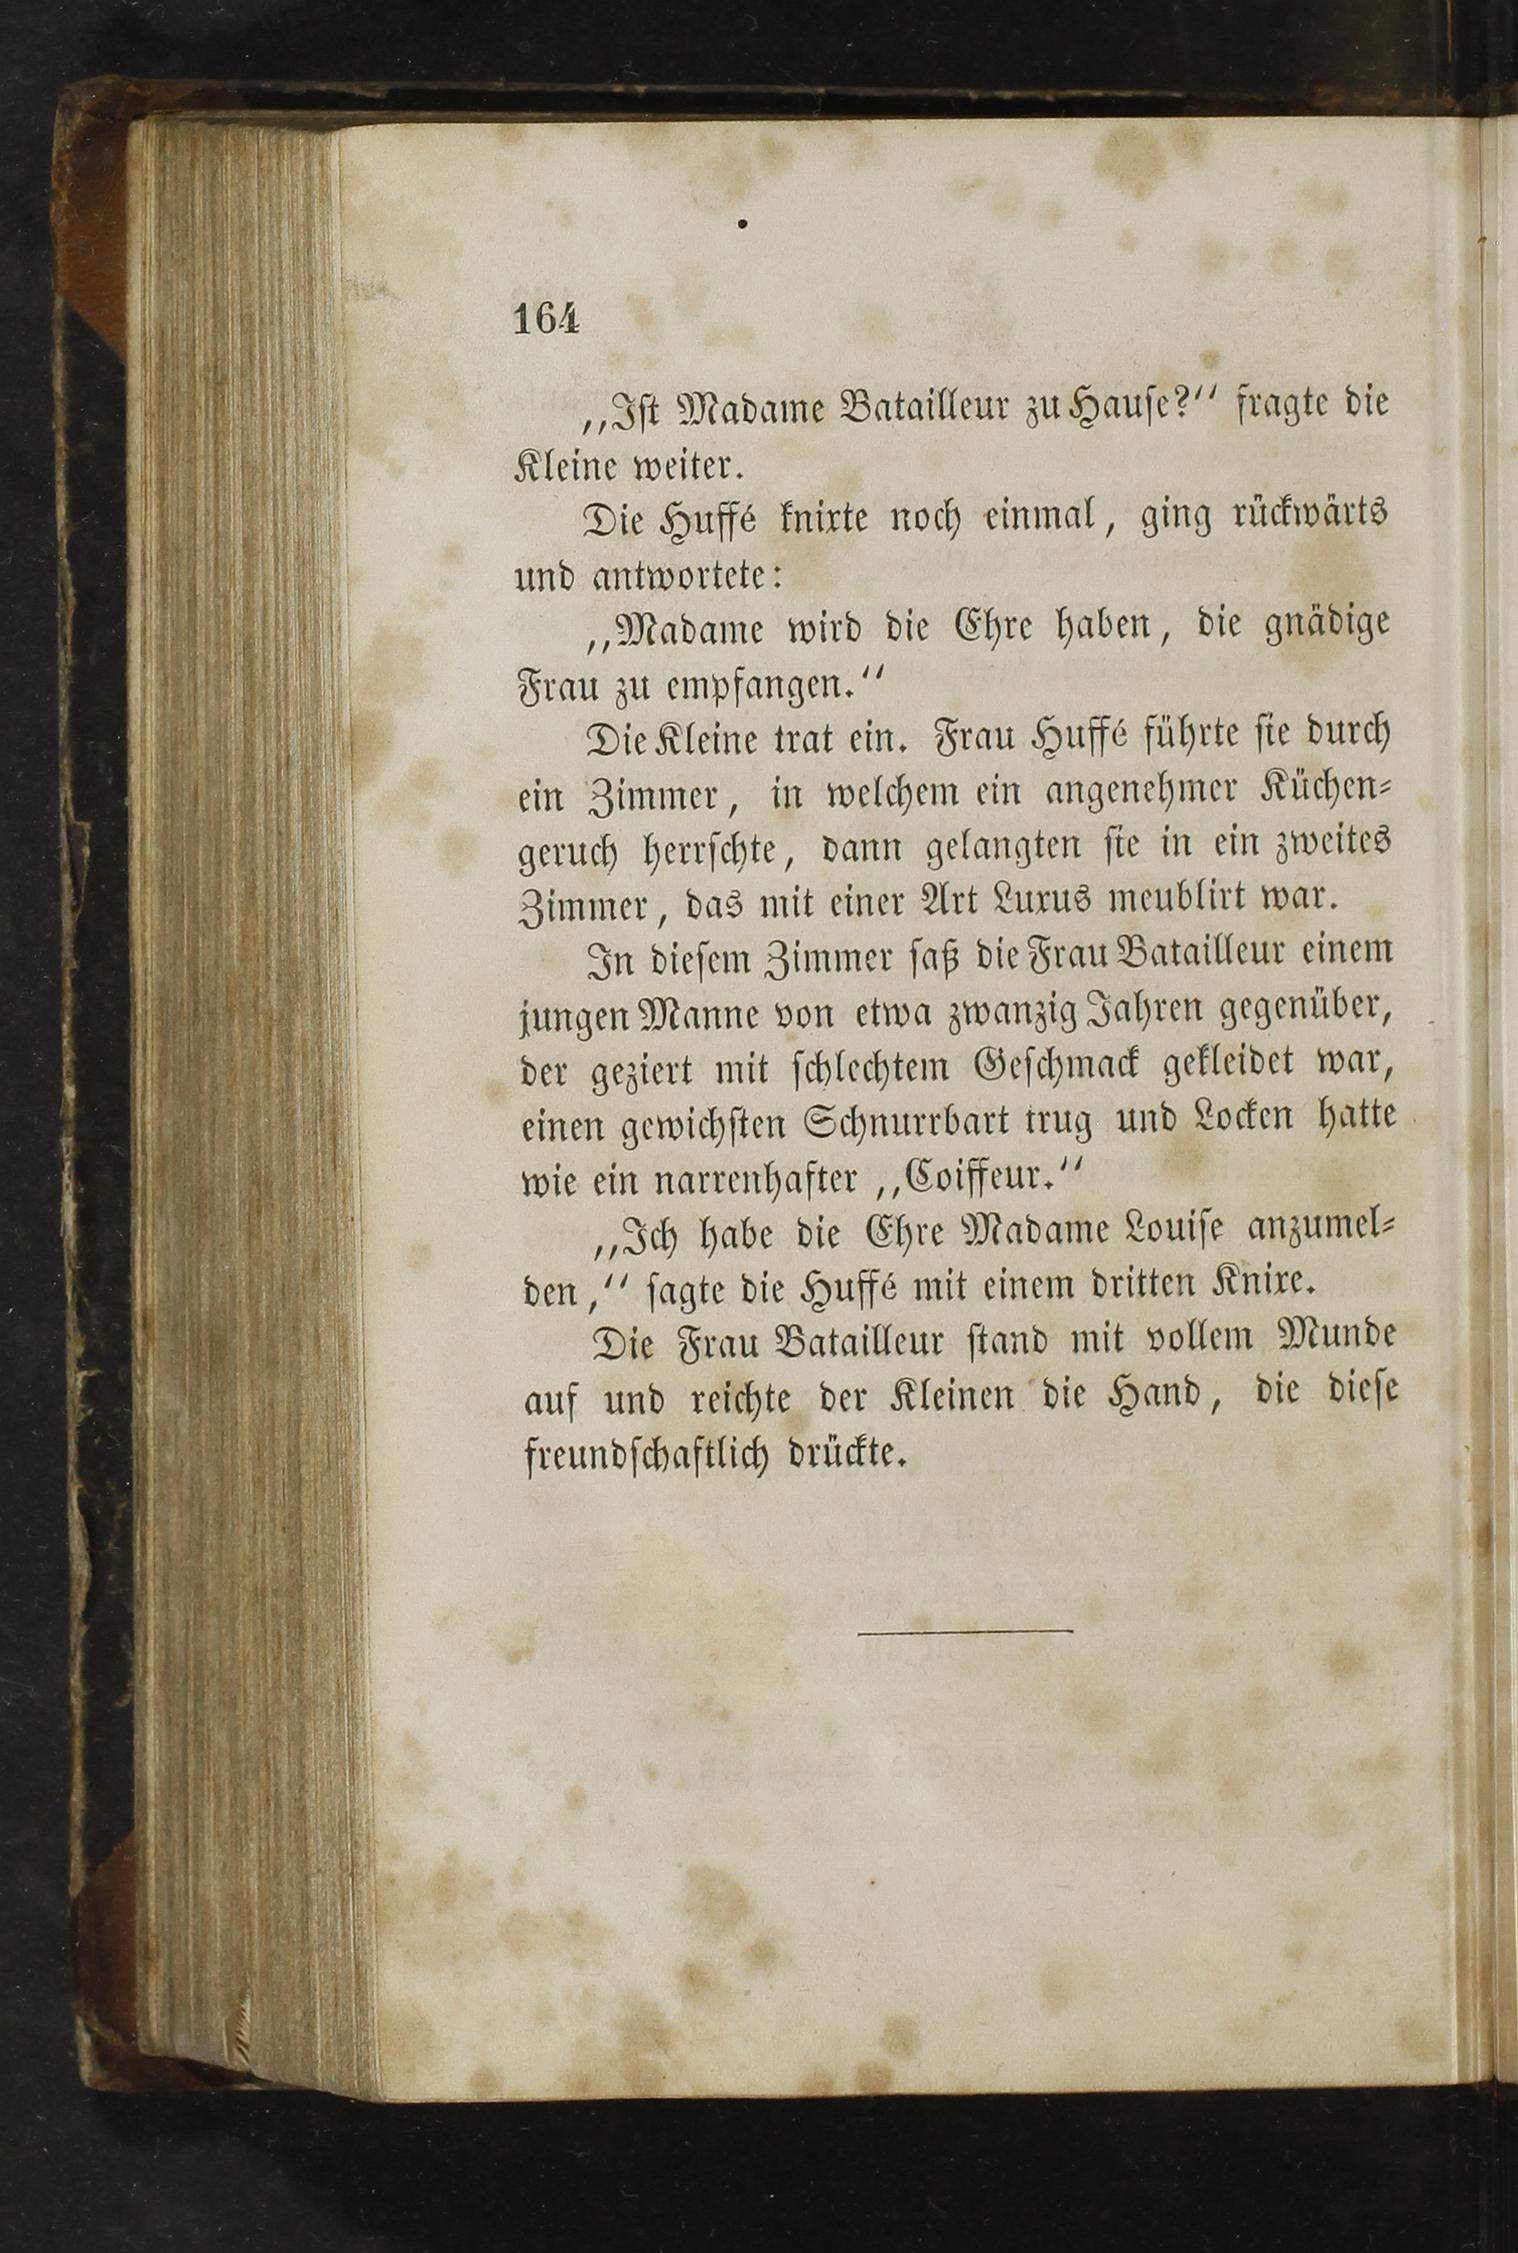 164
„Iſt Madame Batailleur zu Hauſe?“ fragte die
Kleine weiter.
Die Huffé knixte noch einmal, ging rückwärts
und antwortete:
„Madame wird die Ehre haben, die gnädige
Frau zu empfangen.“
Die Kleine trat ein. Frau Huffé führte ſie durch
ein Zimmer, in welchem ein angenehmer Küchen⸗
geruch herrſchte, dann gelangten ſie in ein zweites
Zimmer, das mit einer Art Luxus meublirt war.
In dieſem Zimmer ſaß die Frau Batailleur einem
jungen Manne von etwa zwanzig Jahren gegenüber,
der geziert mit ſchlechtem Geſchmack gekleidet war,
einen gewichſten Schnurrbart trug und Locken hatte
wie ein narrenhafter „Coiffeur.“
„Ich habe die Ehre Madame Louiſe anzumel⸗
den,“ ſagte die Huffé mit einem dritten Knixe.
Die Frau Batailleur ſtand mit vollem Munde
auf und reichte der Kleinen die Hand, die dieſe
freundſchaftlich drückte.